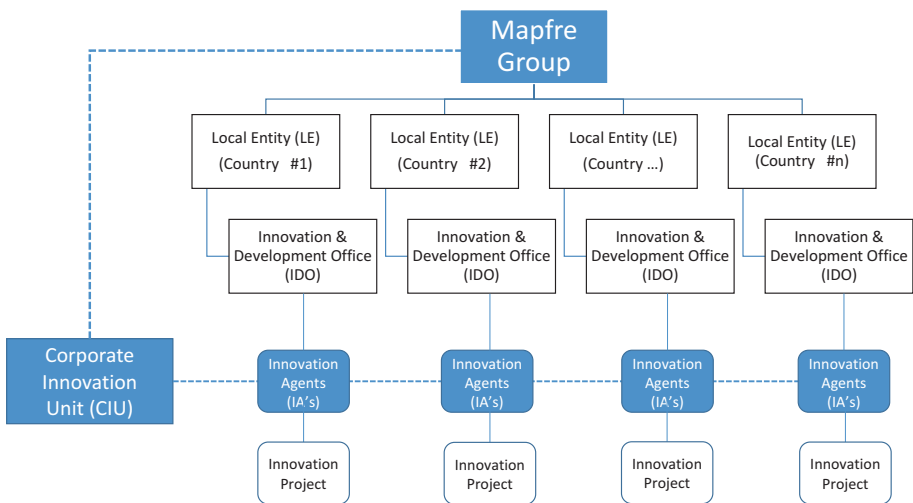 Mapfre
Group
Local Entity (LE)
(Country #1)
Local Entity (LE)
(Country #2)
Local Entity (LE)
(Country ...)
Local Entity (LE)
(Country #n)
Innovation &
Development Office
(IDO)
Innovation &
Development Office
(IDO)
Innovation &
Development Office
(IDO)
Innovation &
Development Office
(IDO)
Corporate
Innovation
Unit (CIU)
Innovation
Agents
(IA's)
Innovation
Agents
(IA's)
Innovation
Agents
(IA's)
Innovation
Agents
(IA's)
Innovation
Project
Innovation
Project
Innovation
Project
Innovation
Project